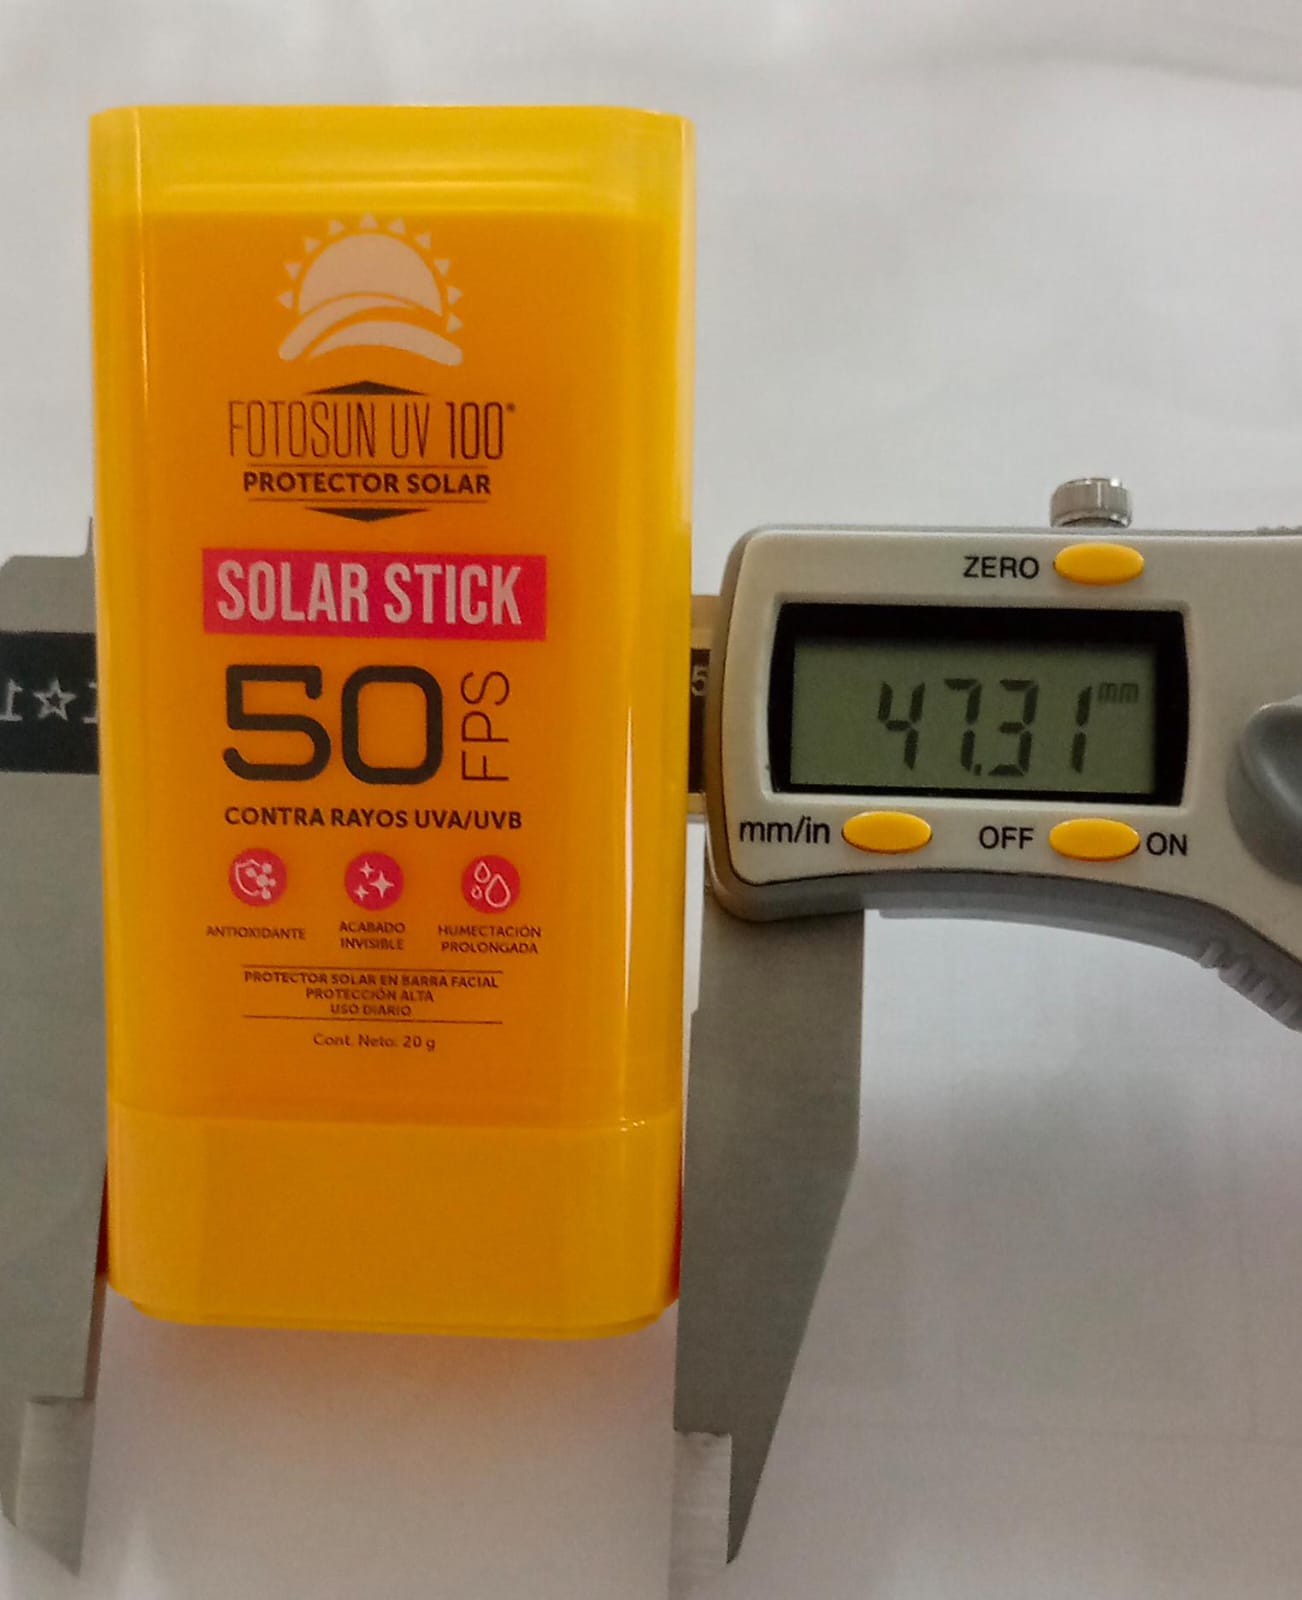 FOTOSUN UV 100®
PROTECTOR SOLAR
SOLAR STICK
50 FPS
CONTRA RAYOS UVA/UVB
ANTIOXIDANTE
ACABADO
INVISIBLE
HUMECTACIÓN
PROLONGADA
PROTECTOR SOLAR EN BARRA FACIAL
PROTECCIÓN ALTA
USO DIARIO
Cont. Neto: 20 g
5
ZERO
47.31 mm
mm/in
OFF
ON